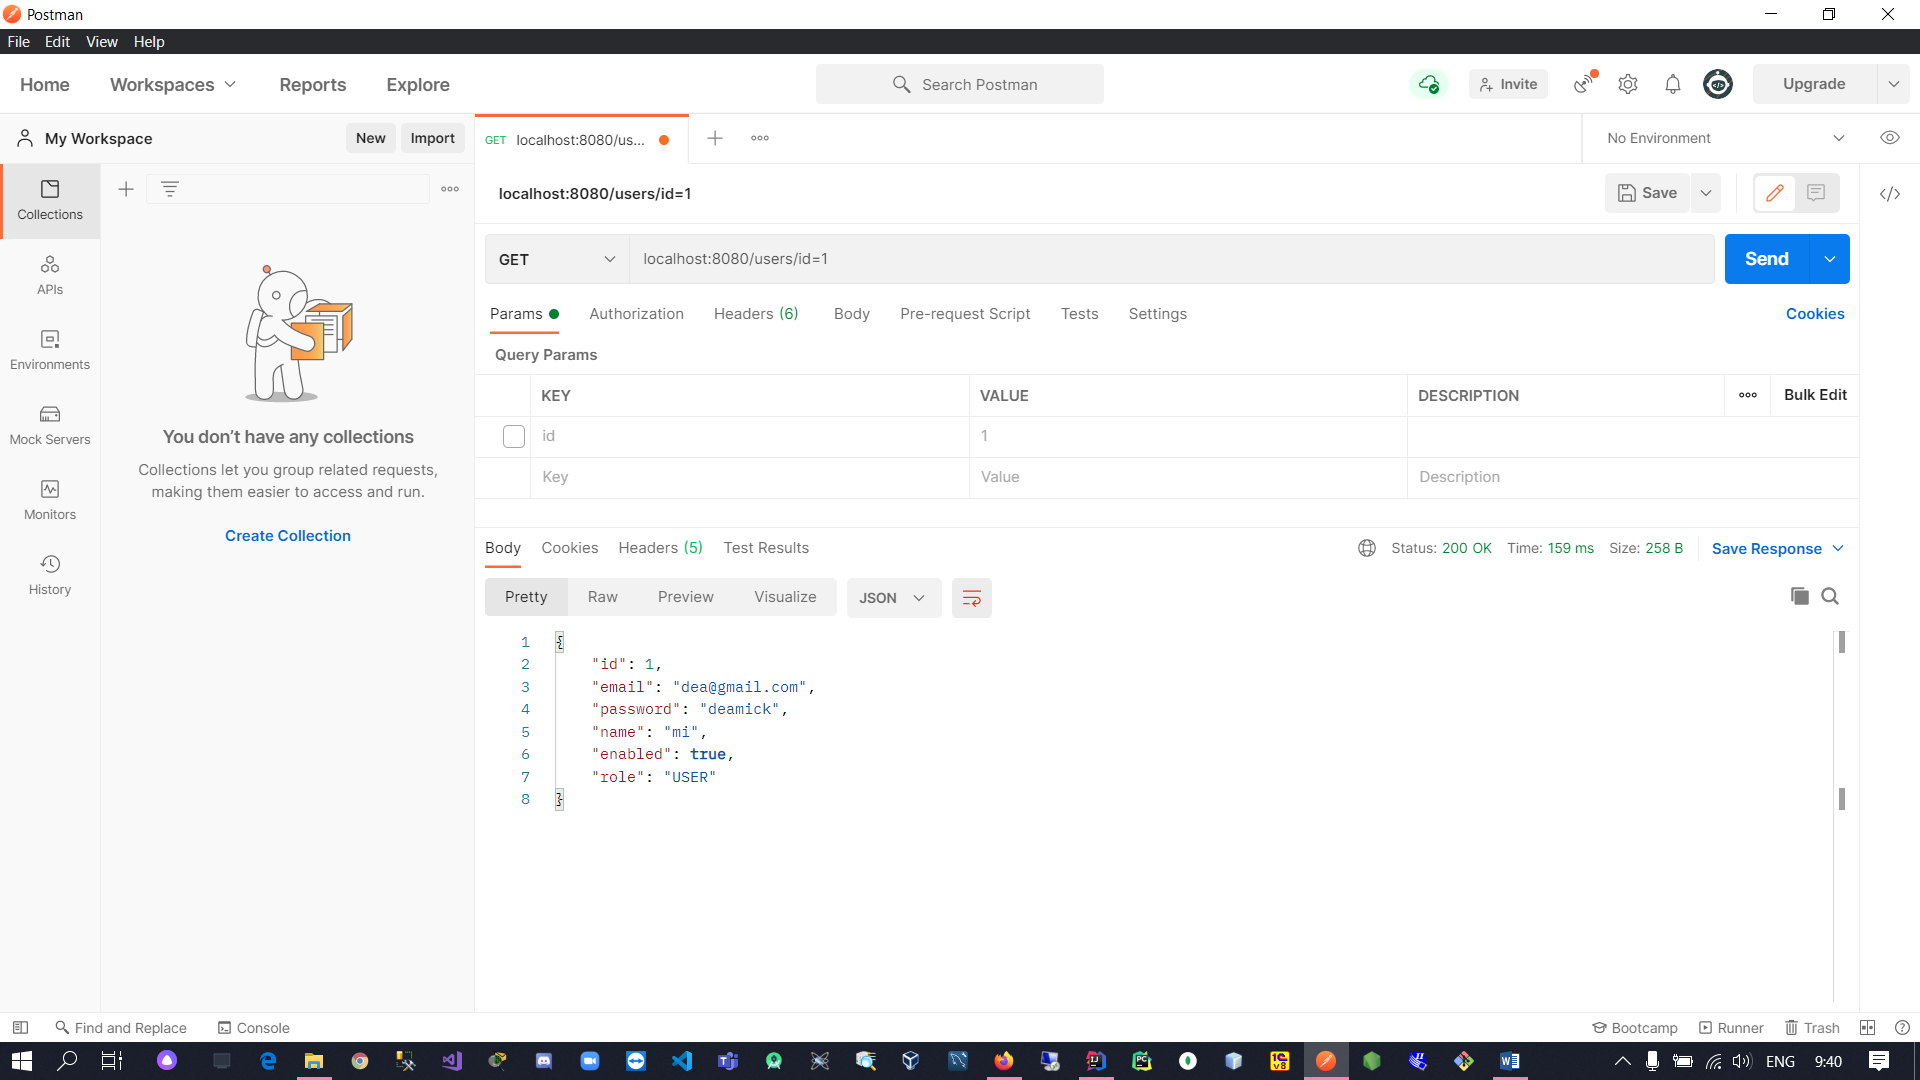 Postman
File Edit View Help
Home Workspaces Reports Explore Search Postman Invite Upgrade
My Workspace New Import GET localhost:8080/us... No Environment
Collections
localhost:8080/users/id=1 Save
GET localhost:8080/users/id=1 Send
APIs
Params Authorization Headers (6) Body Pre-request Script Tests Settings Cookies
Query Params
Environments
KEY VALUE DESCRIPTION Bulk Edit
id 1
Mock Servers
You don’t have any collections
Collections let you group related requests,
making them easier to access and run.
Key Value Description
Monitors
Create Collection
Body Cookies Headers (5) Test Results Status: 200 OK Time: 159 ms Size: 258 B Save Response
History
Pretty Raw Preview Visualize JSON
1 {
2 "id": 1,
3 "email": "dea@gmail.com",
4 "password": "deamick",
5 "name": "mi",
6 "enabled": true,
7 "role": "USER"
8 }
Find and Replace Console Bootcamp Runner Trash
ENG 9:40